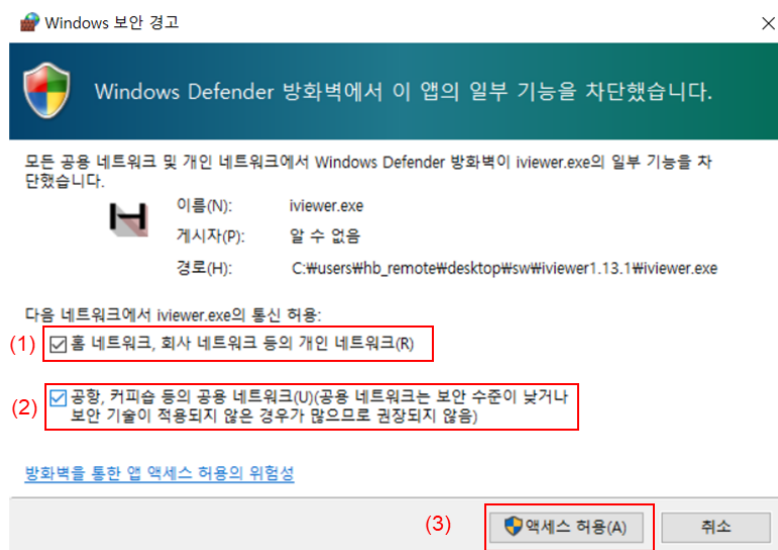 Windows 보안 경고
Windows Defender 방화벽에서 이 앱의 일부 기능을 차단했습니다.
모든 공용 네트워크 및 개인 네트워크에서 Windows Defender 방화벽이 iviewer.exe의 일부 기능을 차
단했습니다.
이름(N): iviewer.exe
게시자(P): 알 수 없음
경로(H): C:₩users₩hb_remote₩desktop₩sw₩iviewer1.13.1₩iviewer.exe
다음 네트워크에서 iviewer.exe의 통신 허용:
(1) 홈 네트워크, 회사 네트워크 등의 개인 네트워크(R)
(2) 공항, 커피숍 등의 공용 네트워크(U)(공용 네트워크는 보안 수준이 낮거나
보안 기술이 적용되지 않은 경우가 많으므로 권장되지 않음)
방화벽을 통한 앱 액세스 허용의 위험성
(3) 액세스 허용(A) 취소